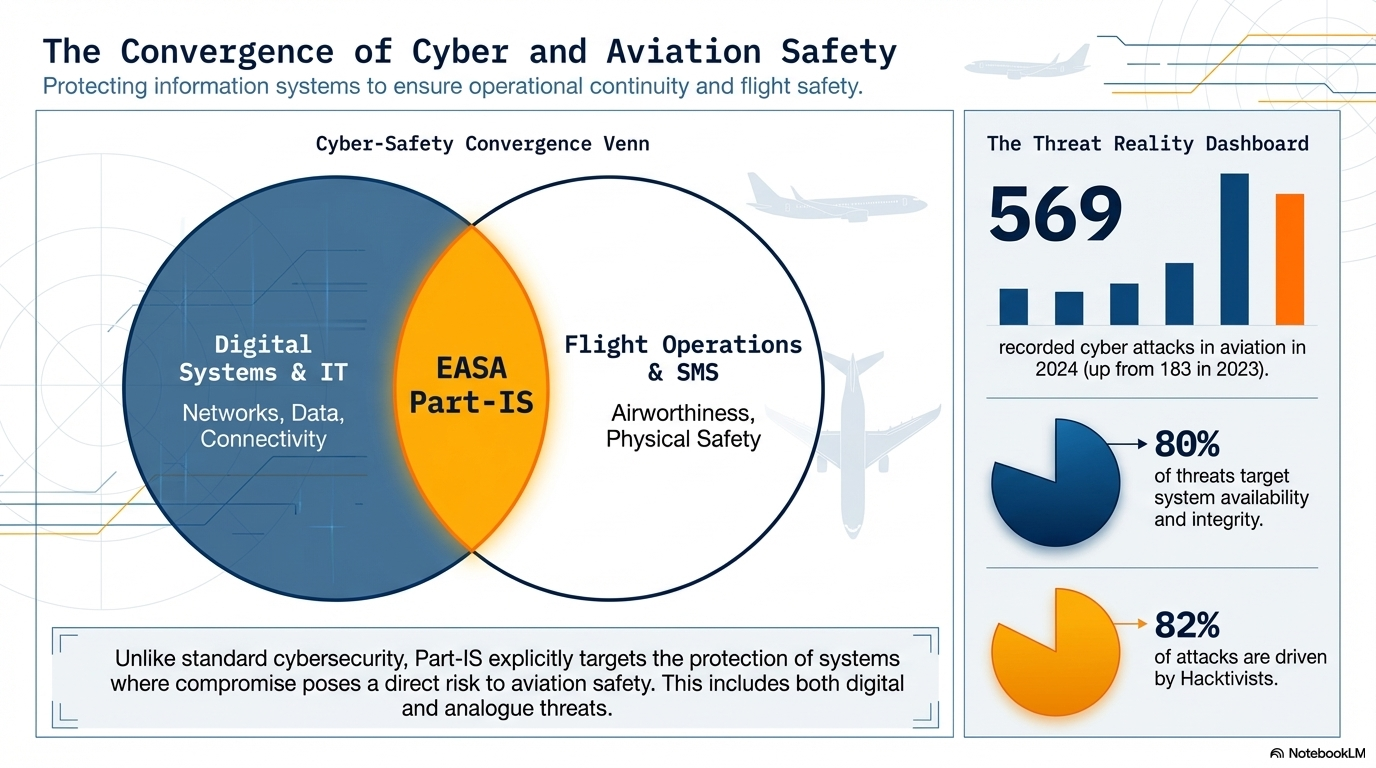 The Convergence of Cyber and Aviation Safety
Protecting information systems to ensure operational continuity and flight safety.
Cyber-Safety Convergence Venn
Digital
Systems & IT
Networks, Data,
Connectivity
EASA
Part-IS
Flight Operations
& SMS
Airworthiness,
Physical Safety
Unlike standard cybersecurity, Part-IS explicitly targets the protection of systems
where compromise poses a direct risk to aviation safety. This includes both digital
and analogue threats.
The Threat Reality Dashboard
569
recorded cyber attacks in aviation in
2024 (up from 183 in 2023).
80%
of threats target
system availability
and integrity.
82%
of attacks are driven
by Hacktivists.
NotebookLM